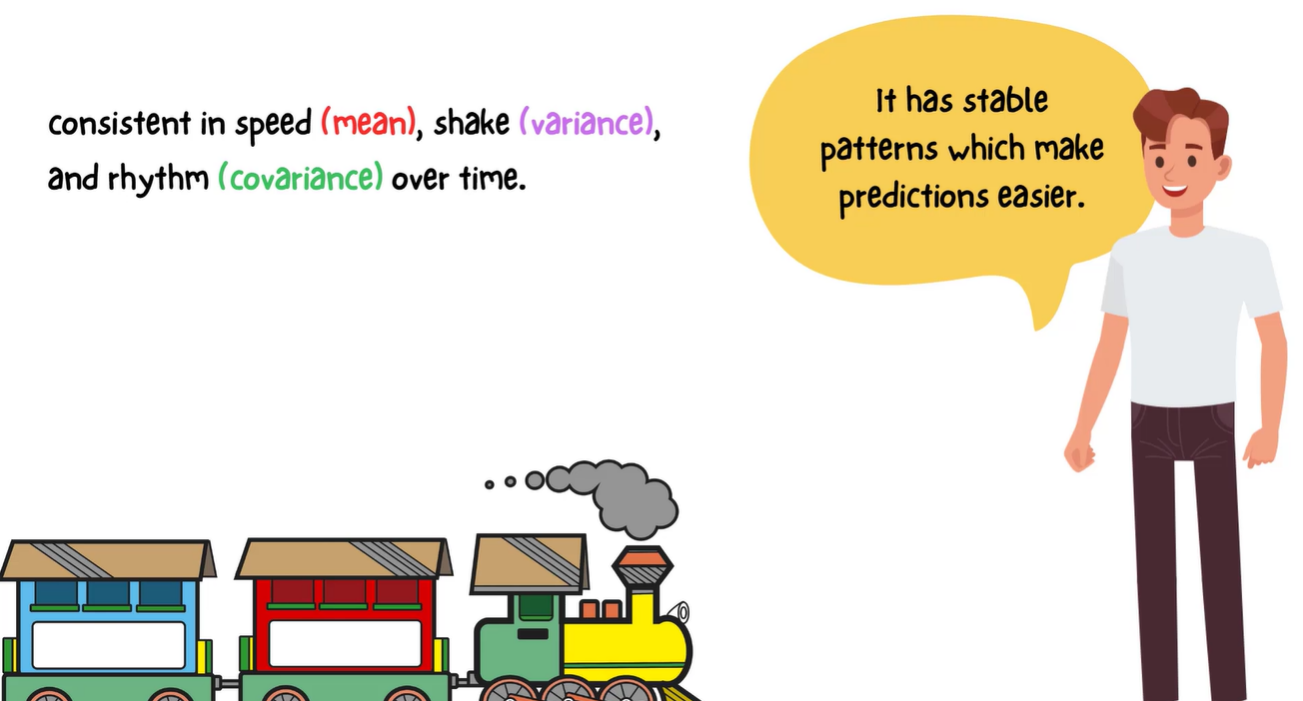 consistent in speed (mean), shake (variance),
and rhythm (covariance) over time.
It has stable
patterns which make
predictions easier.